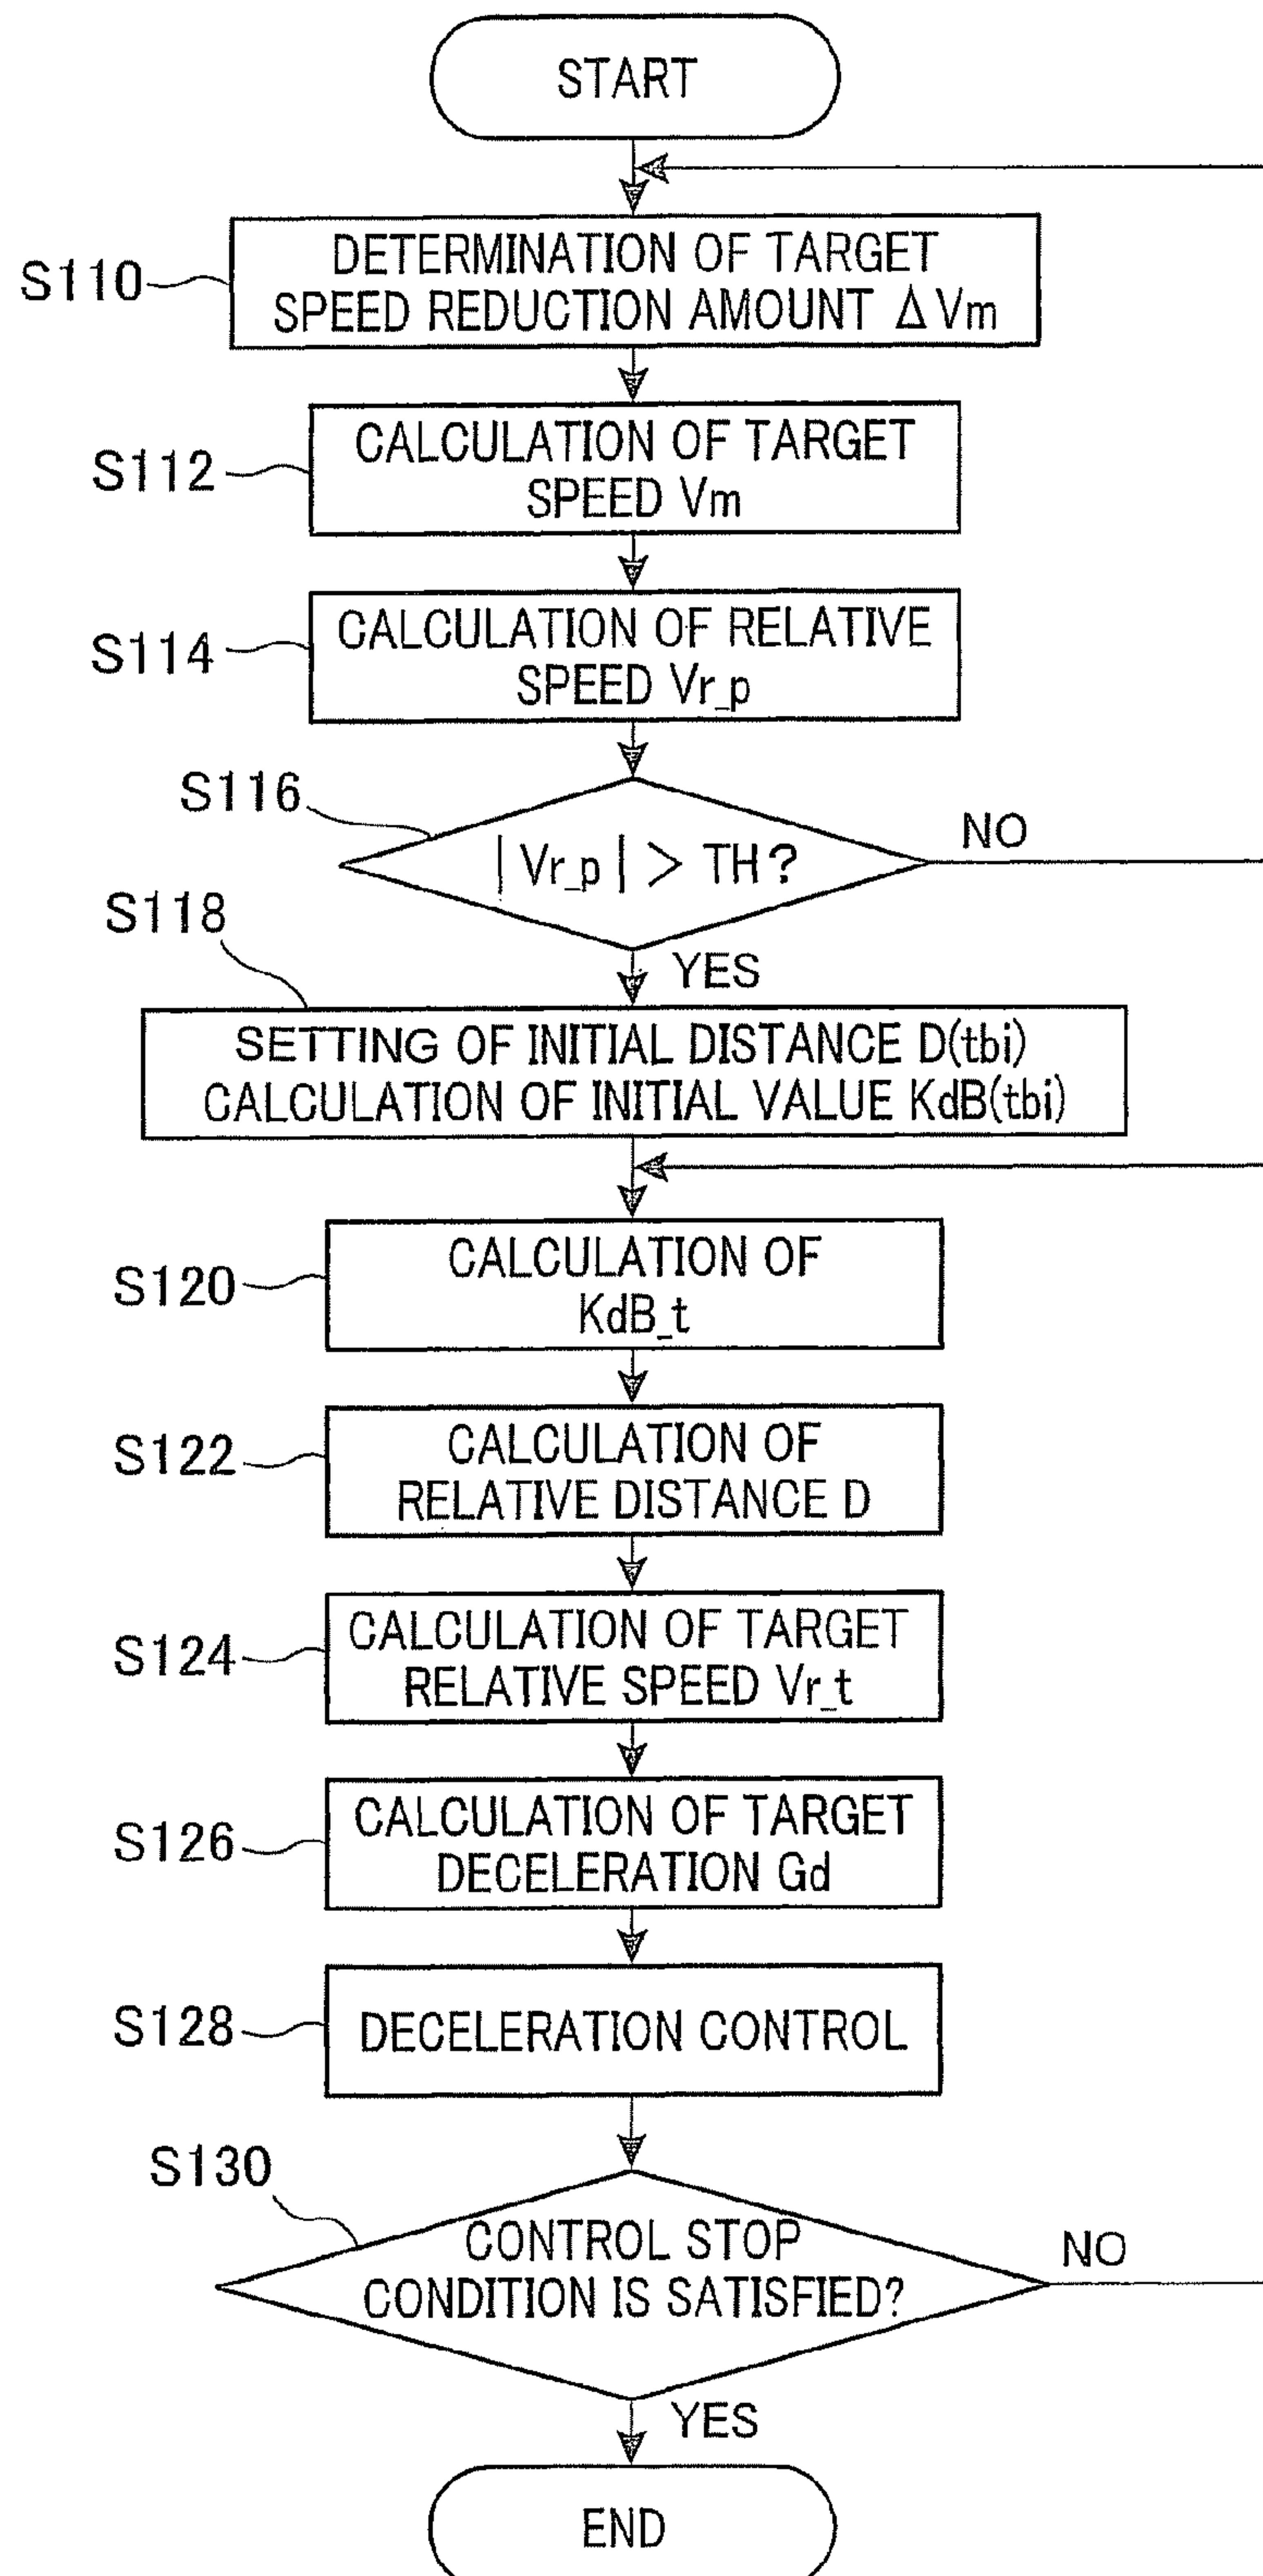 START
S110
DETERMINATION OF TARGET
SPEED REDUCTION AMOUNT ΔVm
S112
CALCULATION OF TARGET
SPEED Vm
S114
CALCULATION OF RELATIVE
SPEED Vr_p
S116
| Vr_p | > TH?
NO
YES
S118
SETTING OF INITIAL DISTANCE D(tbi)
CALCULATION OF INITIAL VALUE KdB(tbi)
S120
CALCULATION OF
KdB_t
S122
CALCULATION OF
RELATIVE DISTANCE D
S124
CALCULATION OF TARGET
RELATIVE SPEED Vr_t
S126
CALCULATION OF TARGET
DECELERATION Gd
S128
DECELERATION CONTROL
S130
CONTROL STOP
CONDITION IS SATISFIED?
NO
YES
END